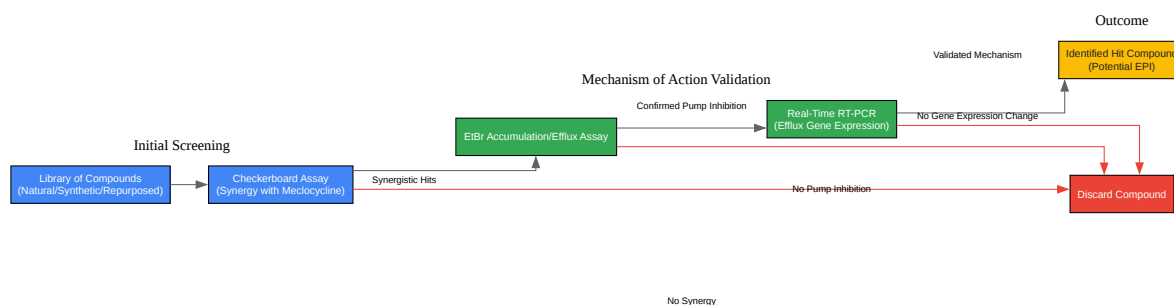 Outcome
Validated Mechanism
Identified Hit Compound
(Potential EPI)
Mechanism of Action Validation
Confirmed Pump Inhibition
Real-Time RT-PCR
(Efflux Gene Expression)
No Gene Expression Change
EtBr Accumulation/Efflux Assay
Initial Screening
Library of Compounds
(Natural/Synthetic/Repurposed)
Checkerboard Assay
(Synergy with Meclocycline)
Synergistic Hits
No Pump Inhibition
Discard Compound
No Synergy